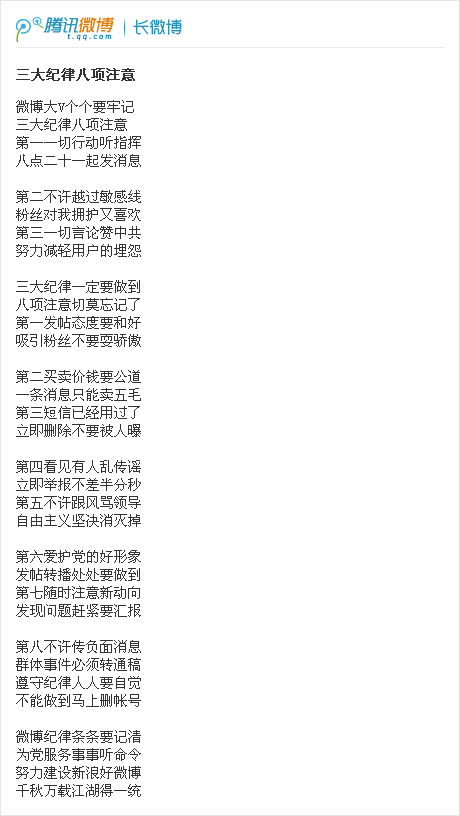 腾讯微博 长微博
t.qq.com
三大纪律八项注意
微博大V个个要牢记
三大纪律八项注意
第一一切行动听指挥
八点二十一起发消息
第二不许越过敏感线
粉丝对我拥护又喜欢
第三一切言论赞中共
努力减轻用户的埋怨
三大纪律一定要做到
八项注意切莫忘记了
第一发帖态度要和好
吸引粉丝不要耍骄傲
第二买卖价钱要公道
一条消息只能卖五毛
第三短信已经用过了
立即删除不要被人曝
第四看见有人乱传谣
立即举报不差半分秒
第五不许跟风骂领导
自由主义坚决消灭掉
第六爱护党的好形象
发帖转播处处要做到
第七随时注意新动向
发现问题赶紧要汇报
第八不许传负面消息
群体事件必须转通稿
遵守纪律人人要自觉
不能做到马上删帐号
微博纪律条条要记清
为党服务事事听命令
努力建设新浪好微博
千秋万载江湖得一统